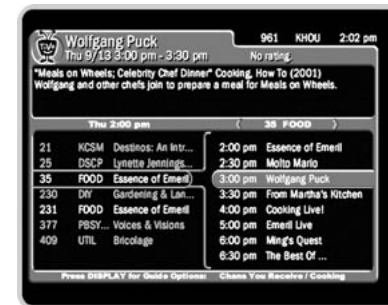 TiVo
Wolfgang Puck
961 KHOU 2:02 pm
Thu 9/13 3:00 pm - 3:30 pm
No rating
"Meals on Wheels; Celebrity Chef Dinner" Cooking, How To (2001)
Wolfgang and other chefs join to prepare a meal for Meals on Wheels.
Thu 2:00 pm
( 35 FOOD )
21 KCSM Destinos: An Intr...
25 DSCP Lynette Jennings...
35 FOOD Essence of Emeril
230 DIY Gardening & Lan...
231 FOOD Essence of Emeril
377 PBSY... Voices & Visions
409 UTIL Bricolage
2:00 pm Essence of Emeril
2:30 pm Molto Mario
3:00 pm Wolfgang Puck
3:30 pm From Martha's Kitchen
4:00 pm Cooking Live!
5:00 pm Emeril Live
6:00 pm Ming's Quest
6:30 pm The Best Of ...
Press DISPLAY for Guide Options: Chans You Receive / Cooking